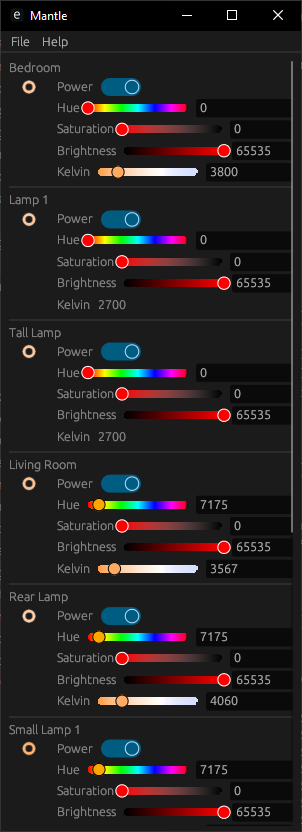 e Mantle
File Help
Bedroom
Power
Hue 0
Saturation 0
Brightness 65535
Kelvin 3800
Lamp 1
Power
Hue 0
Saturation 0
Brightness 65535
Kelvin 2700
Tall Lamp
Power
Hue 0
Saturation 0
Brightness 65535
Kelvin 2700
Living Room
Power
Hue 7175
Saturation 0
Brightness 65535
Kelvin 3567
Rear Lamp
Power
Hue 7175
Saturation 0
Brightness 65535
Kelvin 4060
Small Lamp 1
Power
Hue 7175
Saturation 0
Brightness 65535